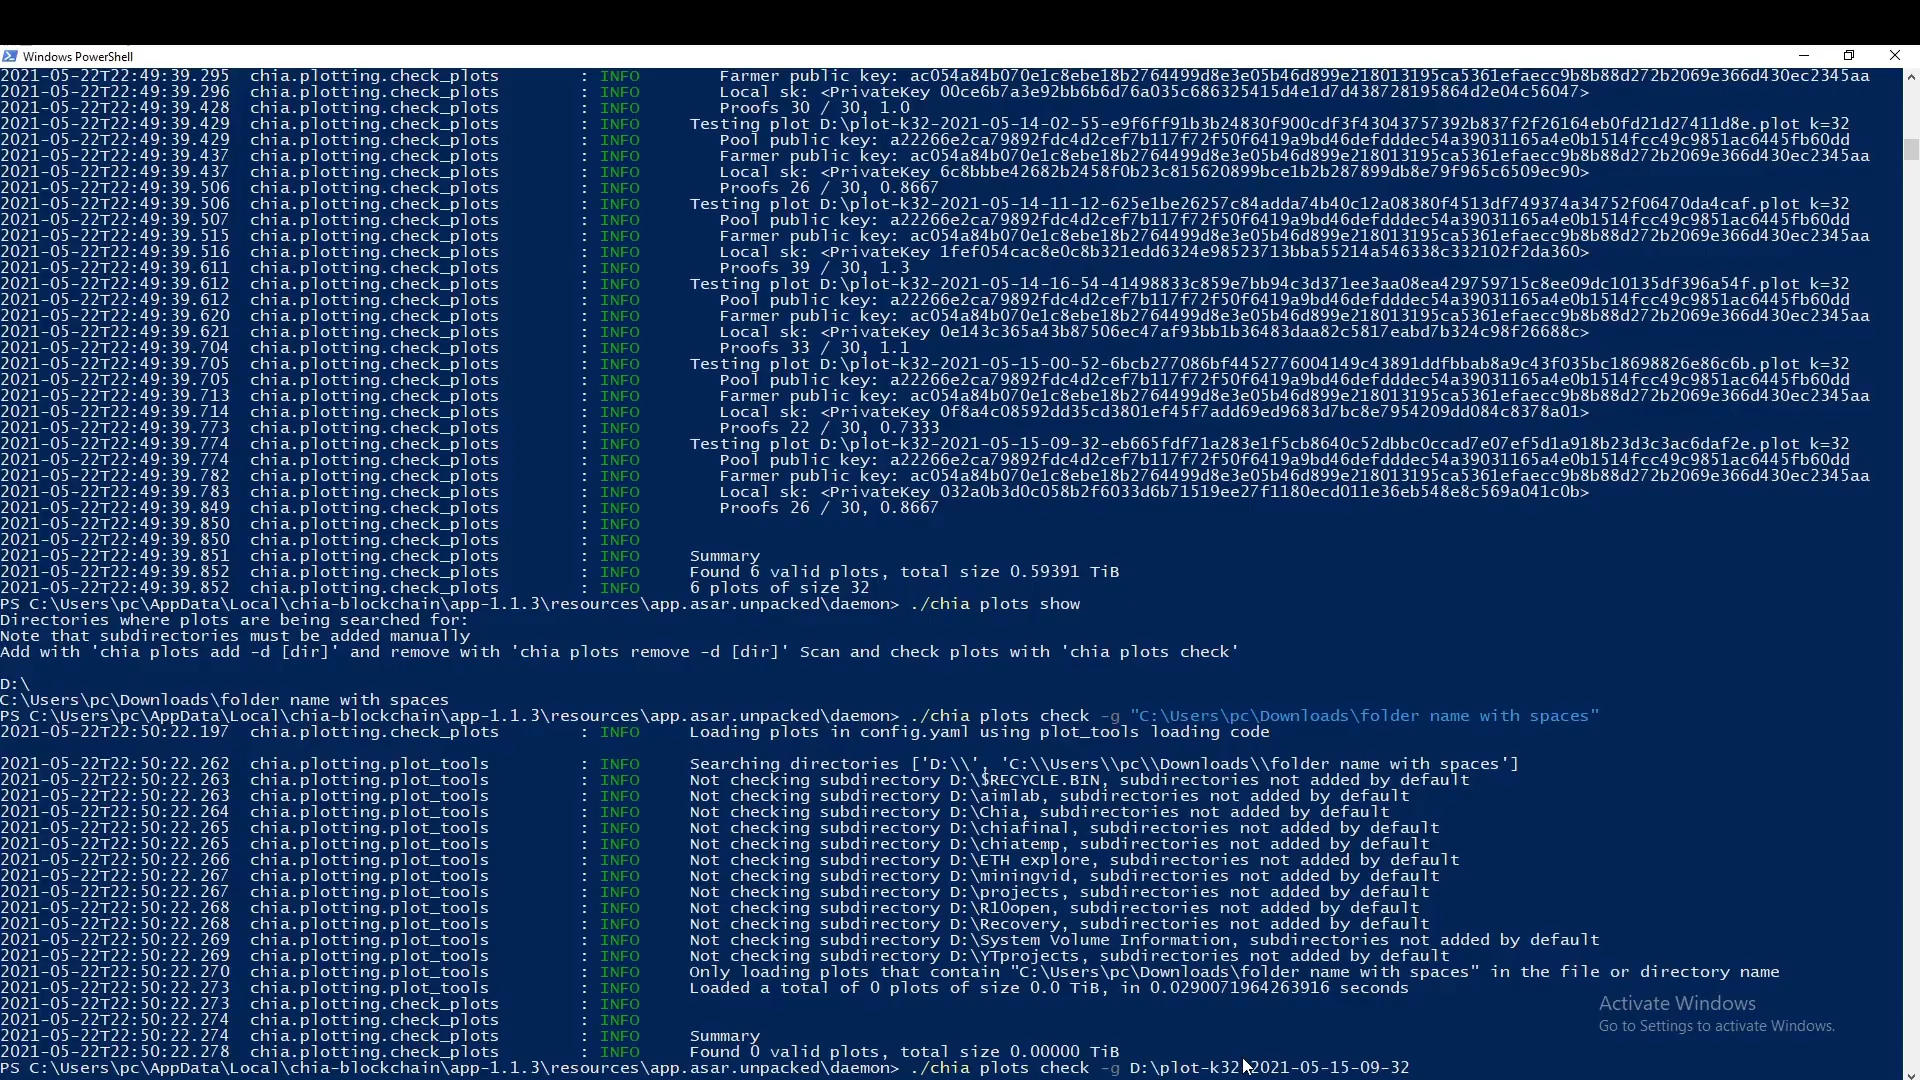 Windows PowerShell
2021-05-22T22:49:39.295 chia.plotting.check_plots : INFO Farmer public key: ac054a84b070e1c8ebe18b2764499d8e3e05b46d899e218013195ca5361efaecc9b8b88d272b2069e366d430ec2345aa
2021-05-22T22:49:39.296 chia.plotting.check_plots : INFO Local sk: <PrivateKey 00ce6b7a3e92bb6b6d76a035c686325415d4e1d7d438728195864d2e04c56047>
2021-05-22T22:49:39.428 chia.plotting.check_plots : INFO Proofs 30 / 30, 1.0
2021-05-22T22:49:39.429 chia.plotting.check_plots : INFO Testing plot D:\plot-k32-2021-05-14-02-55-e9f6ff91b3b24830f900cdf3f43043757392b837f2f26164eb0fd21d27411d8e.plot k=32
2021-05-22T22:49:39.429 chia.plotting.check_plots : INFO Pool public key: a22266e2ca79892fdc4d2cef7b117f72f50f6419a9bd46defdddec54a39031165a4e0b1514fcc49c9851ac6445fb60dd
2021-05-22T22:49:39.437 chia.plotting.check_plots : INFO Farmer public key: ac054a84b070e1c8ebe18b2764499d8e3e05b46d899e218013195ca5361efaecc9b8b88d272b2069e366d430ec2345aa
2021-05-22T22:49:39.437 chia.plotting.check_plots : INFO Local sk: <PrivateKey 6c8bbbe42682b2458f0b23c815620899bce1b2b287899db8e79f965c6509ec90>
2021-05-22T22:49:39.506 chia.plotting.check_plots : INFO Proofs 26 / 30, 0.8667
2021-05-22T22:49:39.506 chia.plotting.check_plots : INFO Testing plot D:\plot-k32-2021-05-14-11-12-625e1be26257c84adda74b40c12a08380f4513df749374a34752f06470da4caf.plot k=32
2021-05-22T22:49:39.507 chia.plotting.check_plots : INFO Pool public key: a22266e2ca79892fdc4d2cef7b117f72f50f6419a9bd46defdddec54a39031165a4e0b1514fcc49c9851ac6445fb60dd
2021-05-22T22:49:39.515 chia.plotting.check_plots : INFO Farmer public key: ac054a84b070e1c8ebe18b2764499d8e3e05b46d899e218013195ca5361efaecc9b8b88d272b2069e366d430ec2345aa
2021-05-22T22:49:39.516 chia.plotting.check_plots : INFO Local sk: <PrivateKey 1fef054cac8e0c8b321edd6324e98523713bba55214a546338c332102f2da360>
2021-05-22T22:49:39.611 chia.plotting.check_plots : INFO Proofs 39 / 30, 1.3
2021-05-22T22:49:39.612 chia.plotting.check_plots : INFO Testing plot D:\plot-k32-2021-05-14-16-54-41498833c859e7bb94c3d371ee3aa08ea429759715c8ee09dc10135df396a54f.plot k=32
2021-05-22T22:49:39.612 chia.plotting.check_plots : INFO Pool public key: a22266e2ca79892fdc4d2cef7b117f72f50f6419a9bd46defdddec54a39031165a4e0b1514fcc49c9851ac6445fb60dd
2021-05-22T22:49:39.620 chia.plotting.check_plots : INFO Farmer public key: ac054a84b070e1c8ebe18b2764499d8e3e05b46d899e218013195ca5361efaecc9b8b88d272b2069e366d430ec2345aa
2021-05-22T22:49:39.621 chia.plotting.check_plots : INFO Local sk: <PrivateKey 0e143c365a43b87506ec47af93bb1b36483daa82c5817eabd7b324c98f26688c>
2021-05-22T22:49:39.704 chia.plotting.check_plots : INFO Proofs 33 / 30, 1.1
2021-05-22T22:49:39.705 chia.plotting.check_plots : INFO Testing plot D:\plot-k32-2021-05-15-00-52-6bcb277086bf4452776004149c43891ddfbbab8a9c43f035bc18698826e86c6b.plot k=32
2021-05-22T22:49:39.705 chia.plotting.check_plots : INFO Pool public key: a22266e2ca79892fdc4d2cef7b117f72f50f6419a9bd46defdddec54a39031165a4e0b1514fcc49c9851ac6445fb60dd
2021-05-22T22:49:39.713 chia.plotting.check_plots : INFO Farmer public key: ac054a84b070e1c8ebe18b2764499d8e3e05b46d899e218013195ca5361efaecc9b8b88d272b2069e366d430ec2345aa
2021-05-22T22:49:39.714 chia.plotting.check_plots : INFO Local sk: <PrivateKey 0f8a4c08592dd35cd3801ef45f7add69ed9683d7bc8e7954209dd084c8378a01>
2021-05-22T22:49:39.773 chia.plotting.check_plots : INFO Proofs 22 / 30, 0.7333
2021-05-22T22:49:39.774 chia.plotting.check_plots : INFO Testing plot D:\plot-k32-2021-05-15-09-32-eb665fdf71a283e1f5cb8640c52dbbc0ccad7e07ef5d1a918b23d3c3ac6daf2e.plot k=32
2021-05-22T22:49:39.774 chia.plotting.check_plots : INFO Pool public key: a22266e2ca79892fdc4d2cef7b117f72f50f6419a9bd46defdddec54a39031165a4e0b1514fcc49c9851ac6445fb60dd
2021-05-22T22:49:39.782 chia.plotting.check_plots : INFO Farmer public key: ac054a84b070e1c8ebe18b2764499d8e3e05b46d899e218013195ca5361efaecc9b8b88d272b2069e366d430ec2345aa
2021-05-22T22:49:39.783 chia.plotting.check_plots : INFO Local sk: <PrivateKey 032a0b3d0c058b2f6033d6b71519ee27f1180ecd011e36eb548e8c569a041c0b>
2021-05-22T22:49:39.849 chia.plotting.check_plots : INFO Proofs 26 / 30, 0.8667
2021-05-22T22:49:39.850 chia.plotting.check_plots : INFO
2021-05-22T22:49:39.850 chia.plotting.check_plots : INFO
2021-05-22T22:49:39.851 chia.plotting.check_plots : INFO Summary
2021-05-22T22:49:39.852 chia.plotting.check_plots : INFO Found 6 valid plots, total size 0.59391 TiB
2021-05-22T22:49:39.852 chia.plotting.check_plots : INFO 6 plots of size 32
PS C:\Users\pc\AppData\Local\chia-blockchain\app-1.1.3\resources\app.asar.unpacked\daemon> ./chia plots show
Directories where plots are being searched for:
Note that subdirectories must be added manually
Add with 'chia plots add -d [dir]' and remove with 'chia plots remove -d [dir]' Scan and check plots with 'chia plots check'
D:\
C:\Users\pc\Downloads\folder name with spaces
PS C:\Users\pc\AppData\Local\chia-blockchain\app-1.1.3\resources\app.asar.unpacked\daemon> ./chia plots check -g "C:\Users\pc\Downloads\folder name with spaces"
2021-05-22T22:50:22.197 chia.plotting.check_plots : INFO Loading plots in config.yaml using plot_tools loading code
2021-05-22T22:50:22.262 chia.plotting.plot_tools : INFO Searching directories ['D:\\', 'C:\\Users\\pc\\Downloads\\folder name with spaces']
2021-05-22T22:50:22.263 chia.plotting.plot_tools : INFO Not checking subdirectory D:\$RECYCLE.BIN, subdirectories not added by default
2021-05-22T22:50:22.263 chia.plotting.plot_tools : INFO Not checking subdirectory D:\aimlab, subdirectories not added by default
2021-05-22T22:50:22.264 chia.plotting.plot_tools : INFO Not checking subdirectory D:\Chia, subdirectories not added by default
2021-05-22T22:50:22.265 chia.plotting.plot_tools : INFO Not checking subdirectory D:\chiafinal, subdirectories not added by default
2021-05-22T22:50:22.265 chia.plotting.plot_tools : INFO Not checking subdirectory D:\chiatemp, subdirectories not added by default
2021-05-22T22:50:22.266 chia.plotting.plot_tools : INFO Not checking subdirectory D:\ETH explore, subdirectories not added by default
2021-05-22T22:50:22.267 chia.plotting.plot_tools : INFO Not checking subdirectory D:\miningvid, subdirectories not added by default
2021-05-22T22:50:22.267 chia.plotting.plot_tools : INFO Not checking subdirectory D:\projects, subdirectories not added by default
2021-05-22T22:50:22.268 chia.plotting.plot_tools : INFO Not checking subdirectory D:\R10open, subdirectories not added by default
2021-05-22T22:50:22.268 chia.plotting.plot_tools : INFO Not checking subdirectory D:\Recovery, subdirectories not added by default
2021-05-22T22:50:22.269 chia.plotting.plot_tools : INFO Not checking subdirectory D:\System Volume Information, subdirectories not added by default
2021-05-22T22:50:22.269 chia.plotting.plot_tools : INFO Not checking subdirectory D:\YTprojects, subdirectories not added by default
2021-05-22T22:50:22.270 chia.plotting.plot_tools : INFO Only loading plots that contain "C:\Users\pc\Downloads\folder name with spaces" in the file or directory name
2021-05-22T22:50:22.273 chia.plotting.plot_tools : INFO Loaded a total of 0 plots of size 0.0 TiB, in 0.0290071964263916 seconds
2021-05-22T22:50:22.273 chia.plotting.check_plots : INFO
2021-05-22T22:50:22.274 chia.plotting.check_plots : INFO
2021-05-22T22:50:22.274 chia.plotting.check_plots : INFO Summary
2021-05-22T22:50:22.278 chia.plotting.check_plots : INFO Found 0 valid plots, total size 0.00000 TiB
PS C:\Users\pc\AppData\Local\chia-blockchain\app-1.1.3\resources\app.asar.unpacked\daemon> ./chia plots check -g D:\plot-k32-2021-05-15-09-32
Activate Windows
Go to Settings to activate Windows.